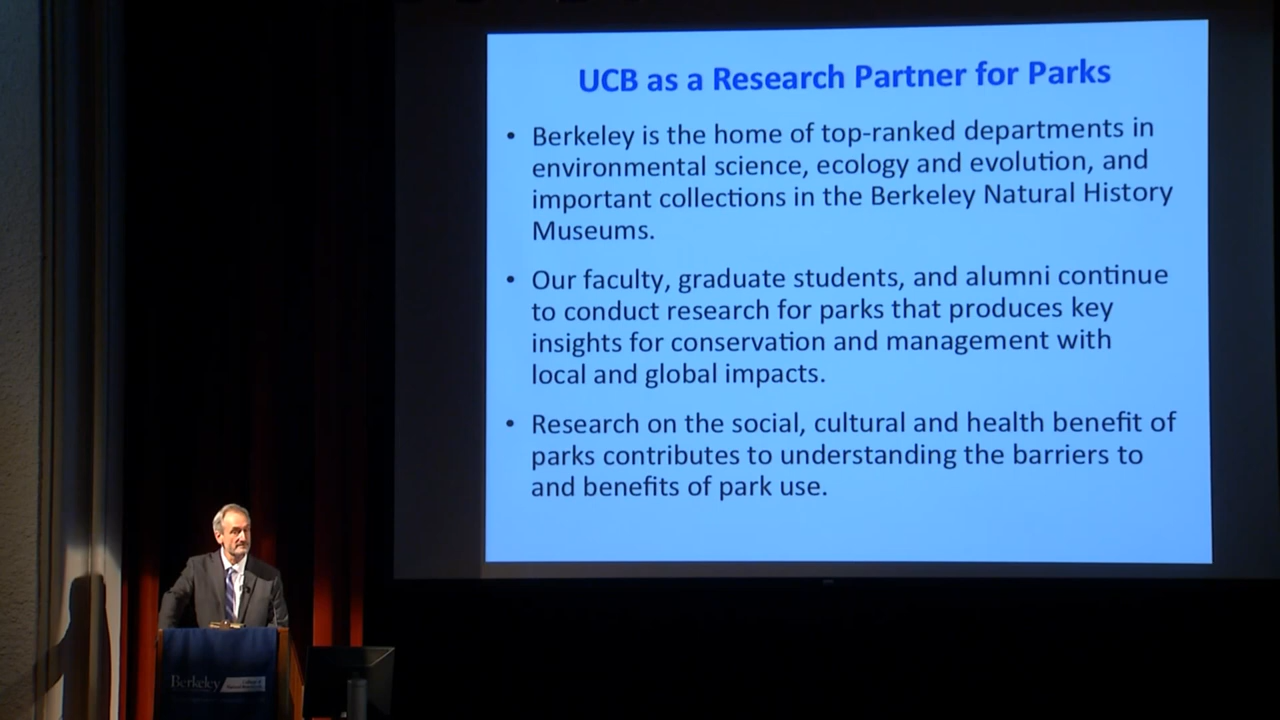 UCB as a Research Partner for Parks
• Berkeley is the home of top-ranked departments in
environmental science, ecology and evolution, and
important collections in the Berkeley Natural History
Museums.
• Our faculty, graduate students, and alumni continue
to conduct research for parks that produces key
insights for conservation and management with
local and global impacts.
• Research on the social, cultural and health benefit of
parks contributes to understanding the barriers to
and benefits of park use.
Berkeley
College of